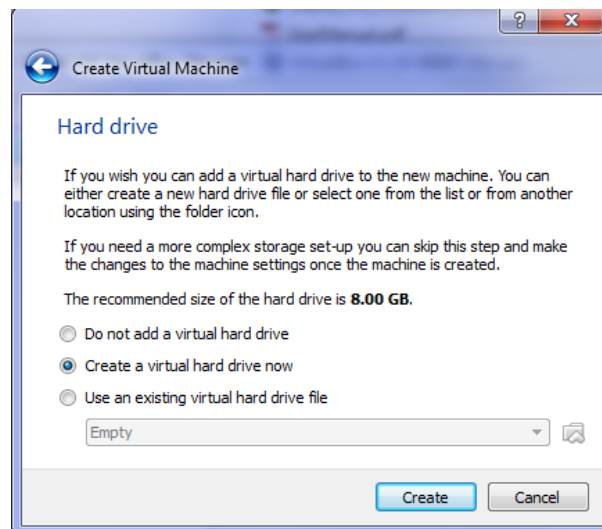 ?
Create Virtual Machine
Hard drive
If you wish you can add a virtual hard drive to the new machine. You can
either create a new hard drive file or select one from the list or from another
location using the folder icon.
If you need a more complex storage set-up you can skip this step and make
the changes to the machine settings once the machine is created.
The recommended size of the hard drive is 8.00 GB.
Do not add a virtual hard drive
Create a virtual hard drive now
Use an existing virtual hard drive file
Empty
Create
Cancel